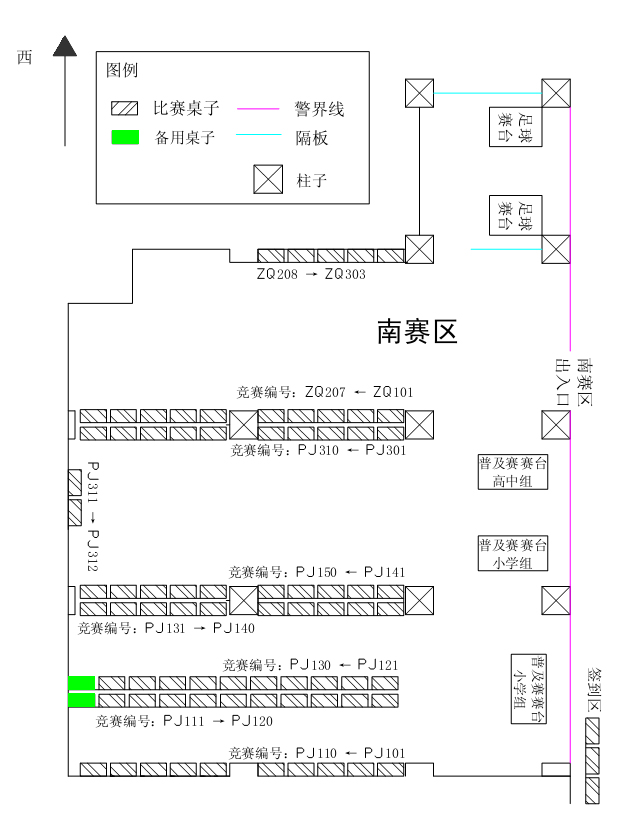 西
图例
比赛桌子
警界线
备用桌子
隔板
柱子
足球
赛台
足球
赛台
ZQ208 → ZQ303
南赛区
南赛区
出入口
竞赛编号: ZQ207 ← ZQ101
竞赛编号: PJ310 ← PJ301
普及赛赛台
高中组
PJ311 → PJ312
普及赛赛台
小学组
竞赛编号: PJ150 ← PJ141
竞赛编号: PJ131 → PJ140
竞赛编号: PJ130 ← PJ121
普及赛赛台
小学组
签到区
竞赛编号: PJ111 → PJ120
竞赛编号: PJ110 ← PJ101